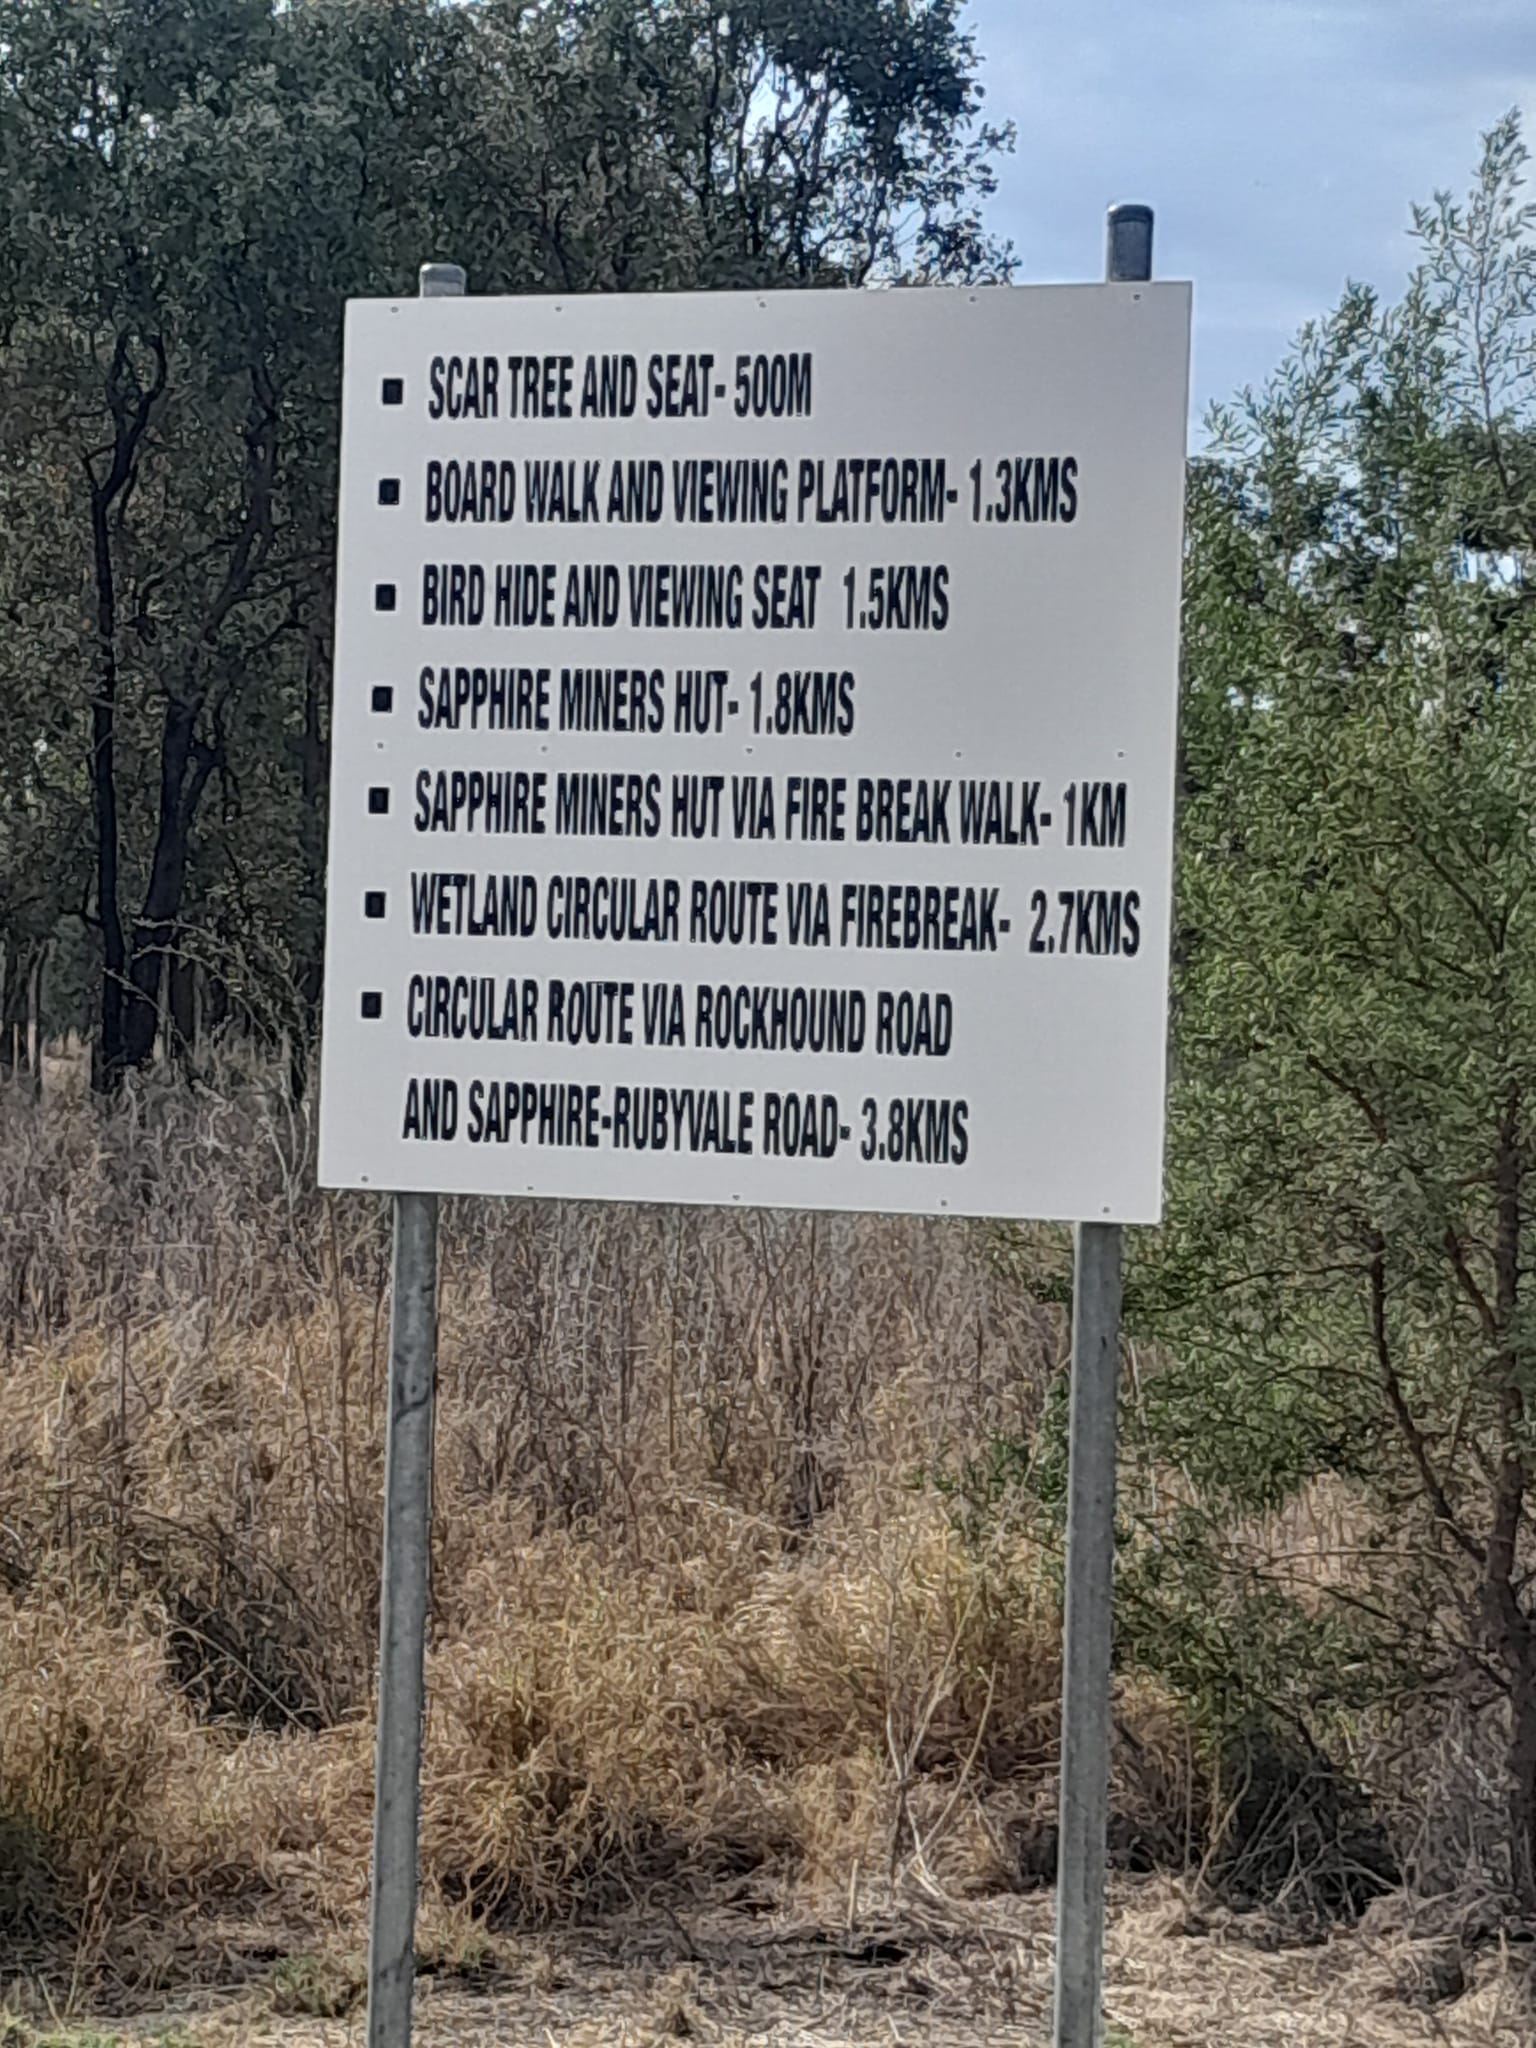 ▪ SCAR TREE AND SEAT- 500M
▪ BOARD WALK AND VIEWING PLATFORM- 1.3KMS
▪ BIRD HIDE AND VIEWING SEAT 1.5KMS
▪ SAPPHIRE MINERS HUT- 1.8KMS
▪ SAPPHIRE MINERS HUT VIA FIRE BREAK WALK- 1KM
▪ WETLAND CIRCULAR ROUTE VIA FIREBREAK- 2.7KMS
▪ CIRCULAR ROUTE VIA ROCKHOUND ROAD
AND SAPPHIRE-RUBYVALE ROAD- 3.8KMS